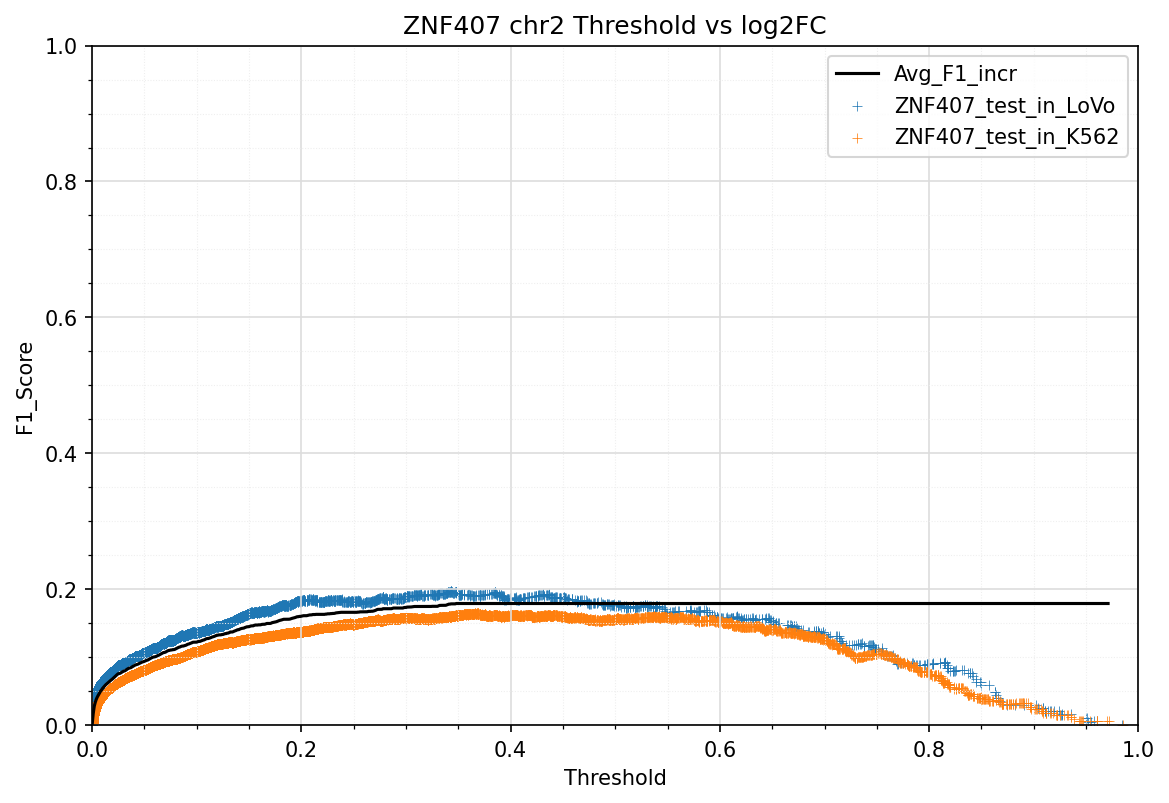 ZNF407 chr2 Threshold vs log2FC
Avg_F1_incr
ZNF407_test_in_LoVo
ZNF407_test_in_K562
F1_Score
1.0
0.8
0.6
0.4
0.2
0.0
0.0 0.2 0.4 0.6 0.8 1.0
Threshold